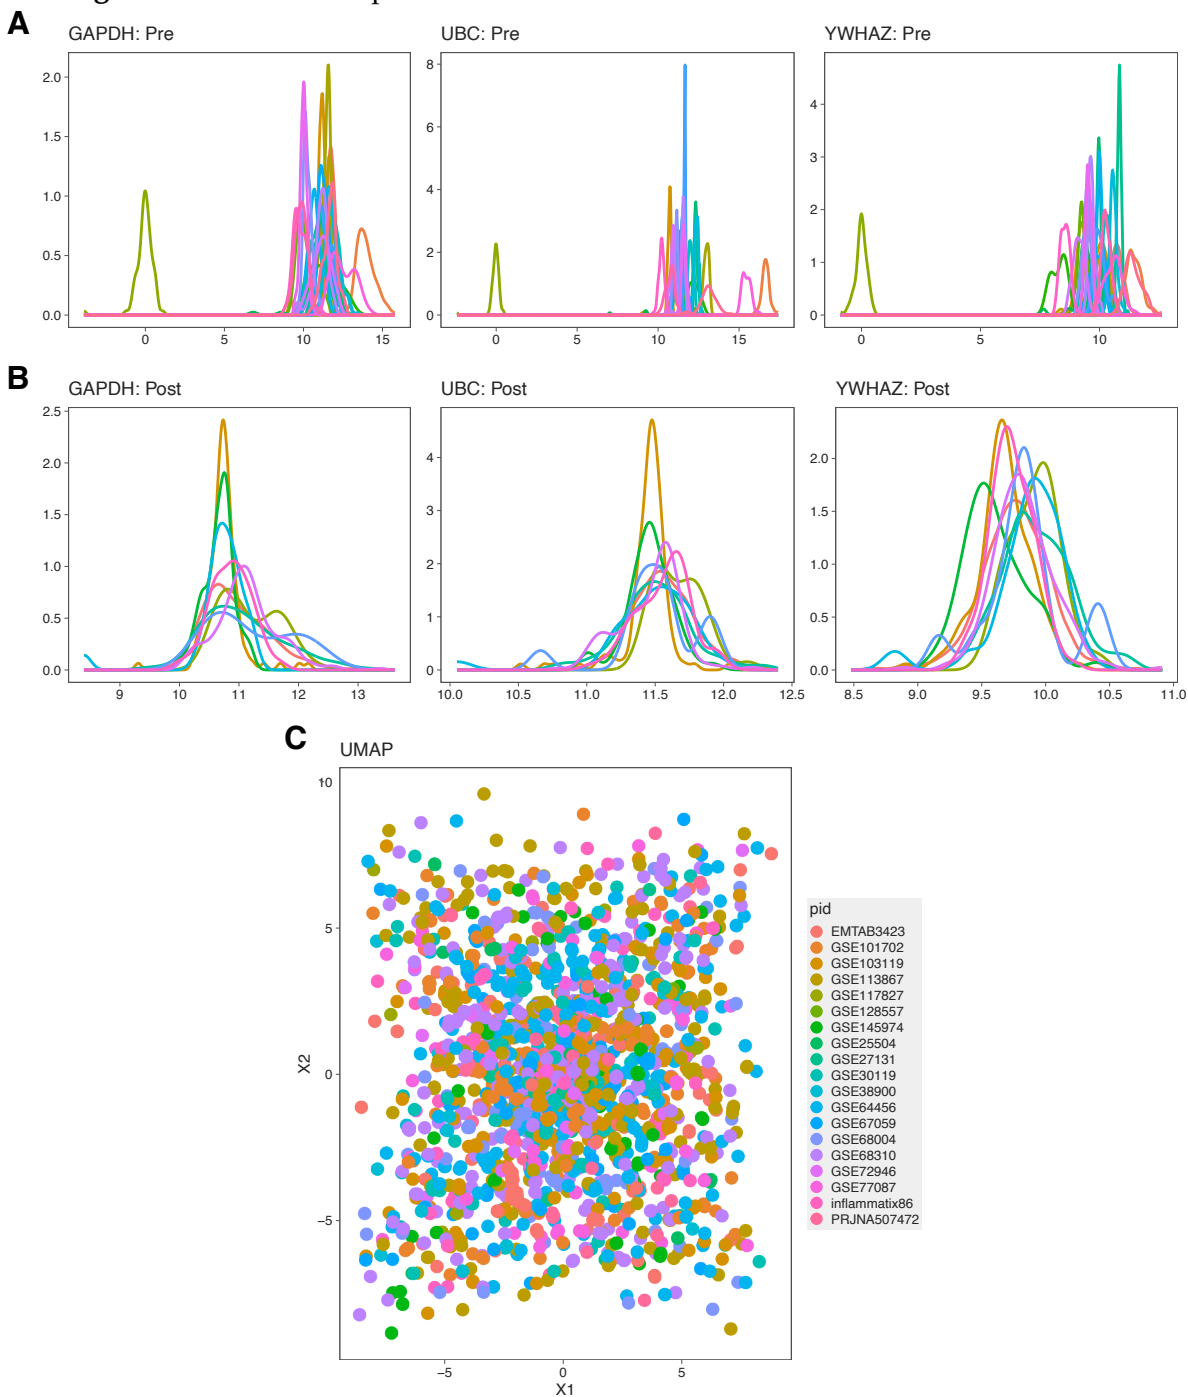 A
GAPDH: Pre
UBC: Pre
YWHAZ: Pre
2.0
1.5
1.0
0.5
0.0
0
5
10
15
8
6
4
2
0
0
5
10
15
4
3
2
1
0
0
5
10
B
GAPDH: Post
UBC: Post
YWHAZ: Post
2.5
2.0
1.5
1.0
0.5
0.0
9
10
11
12
13
4
3
2
1
0
10.0
10.5
11.0
11.5
12.0
12.5
2.0
1.5
1.0
0.5
0.0
8.5
9.0
9.5
10.0
10.5
11.0
C
UMAP
10
5
0
−5
X2
−5
0
5
X1
pid
EMTAB3423
GSE101702
GSE103119
GSE113867
GSE117827
GSE128557
GSE145974
GSE25504
GSE27131
GSE30119
GSE38900
GSE64456
GSE67059
GSE68004
GSE68310
GSE72946
GSE77087
inflammatix86
PRJNA507472